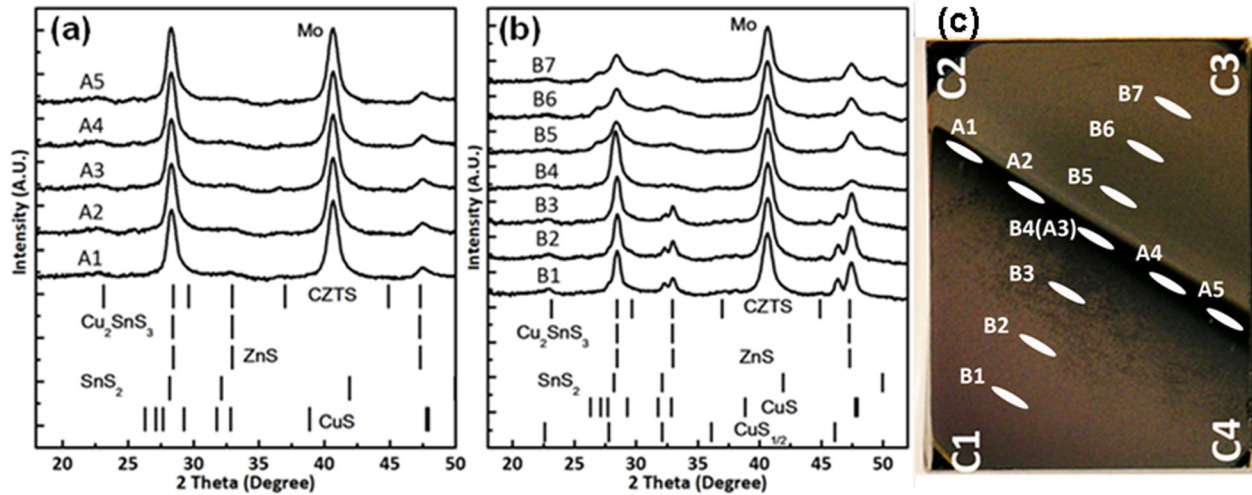 (a)
Mo
A5
A4
A3
A2
A1
CZTS
Cu₂SnS₃
ZnS
SnS₂
CuS
Intensity (A.U.)
20 25 30 35 40 45 50
2 Theta (Degree)
(b)
Mo
B7
B6
B5
B4
B3
B2
B1
CZTS
Cu₂SnS₃
ZnS
SnS₂
CuS
CuS₁/₂
Intensity (A.U.)
20 25 30 35 40 45 50
2 Theta (Degree)
(c)
C2
C3
B7
A1
B6
A2
B5
B4(A3)
A4
B3
A5
B2
B1
C1
C4